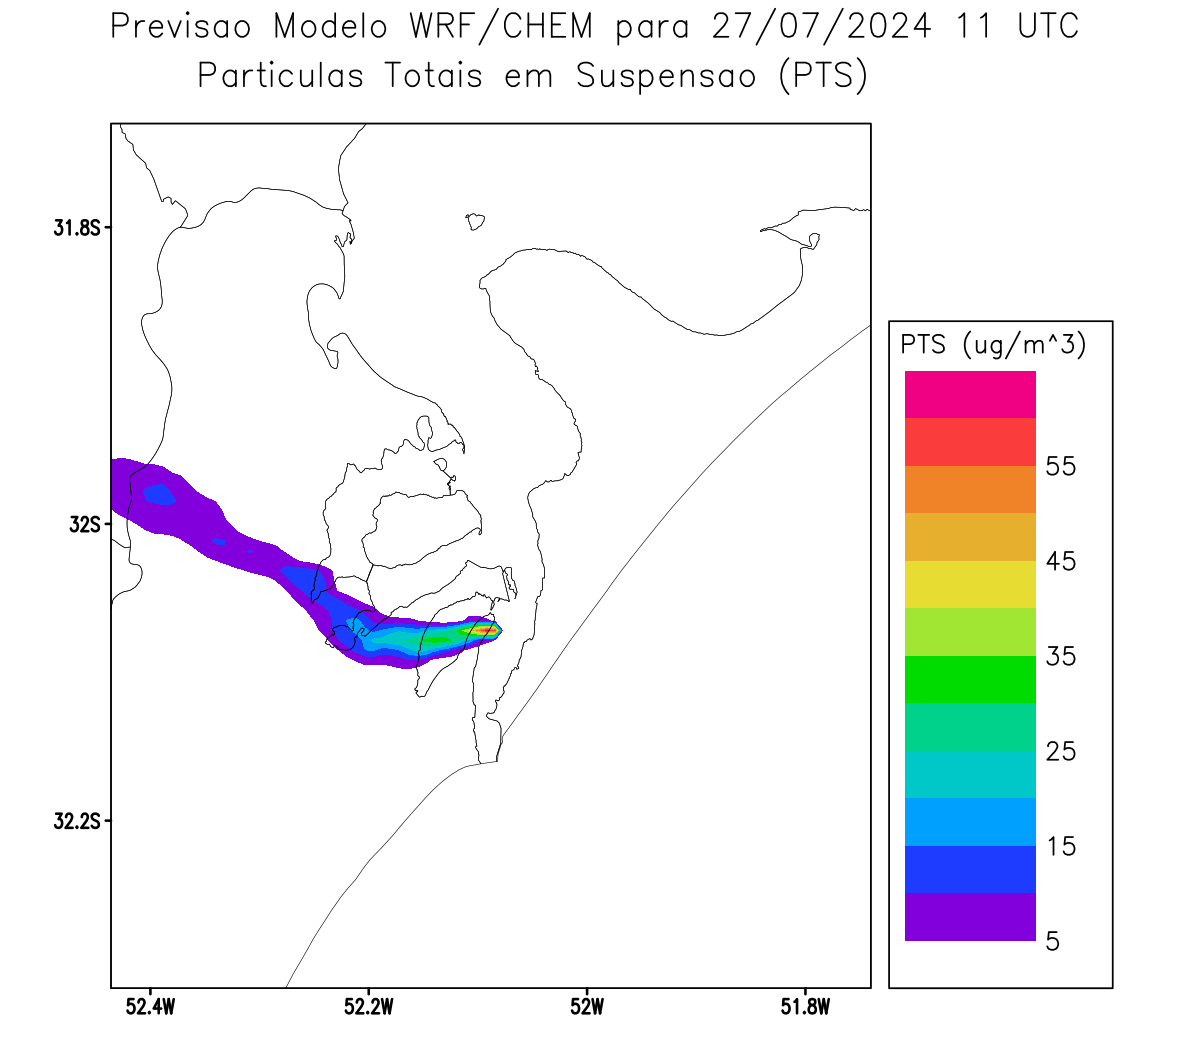 Previsao Modelo WRF/CHEM para 27/07/2024 11 UTC
Particulas Totais em Suspensao (PTS)
31.8S
32S
32.2S
52.4W
52.2W
52W
51.8W
PTS (ug/m^3)
55
45
35
25
15
5